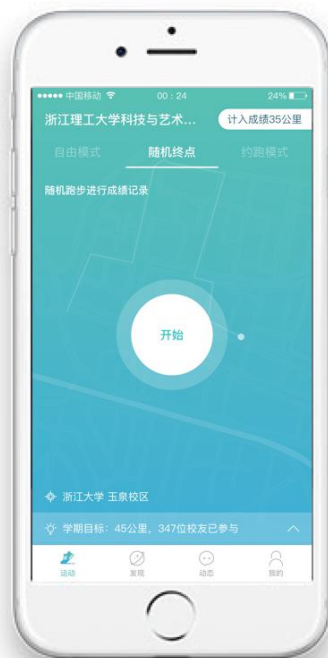 中国移动 00 : 24 24%
浙江理工大学科技与艺术... 计入成绩35公里
自由模式 随机终点 约跑模式
随机跑步进行成绩记录
开始
浙江大学 玉泉校区
学期目标：45公里，347位校友已参与
运动 发现 动态 我的